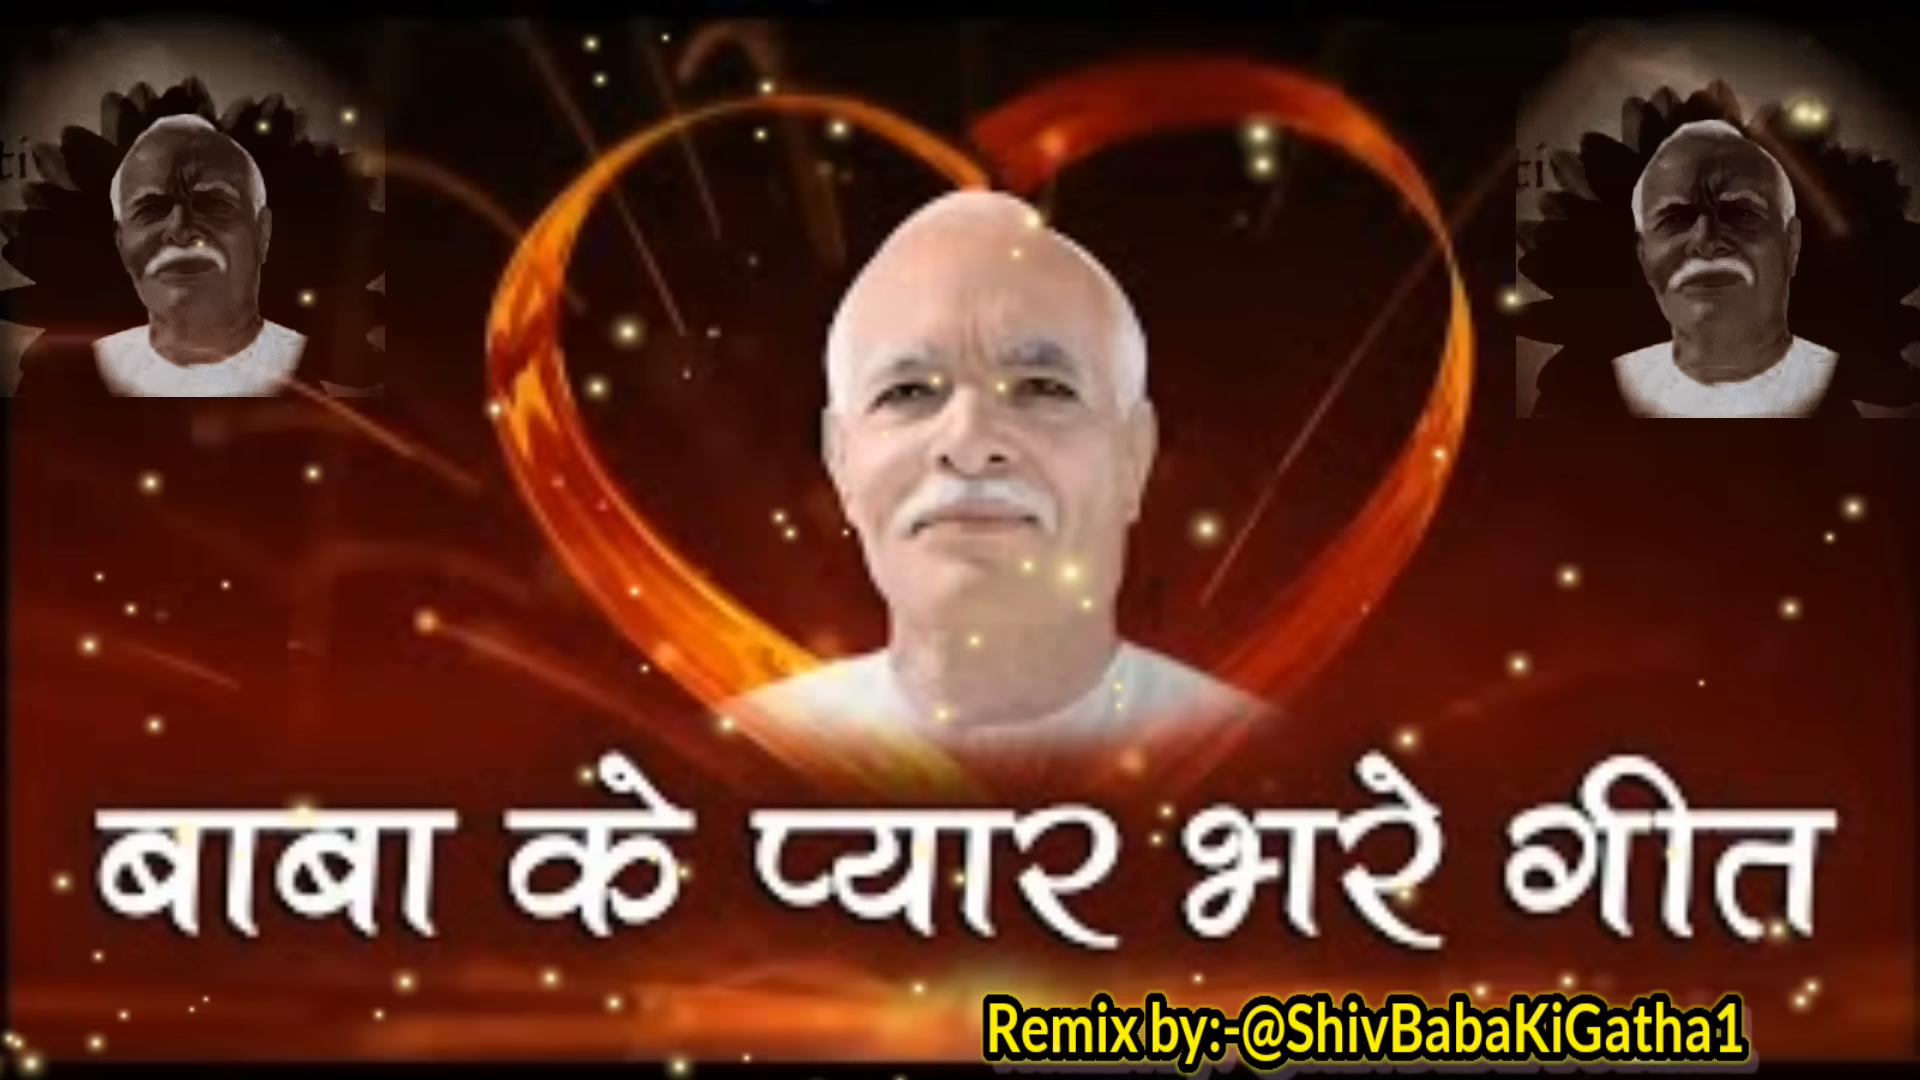 बाबा के प्यार भरे गीत
Remix by:-@ShivBabaKiGatha1